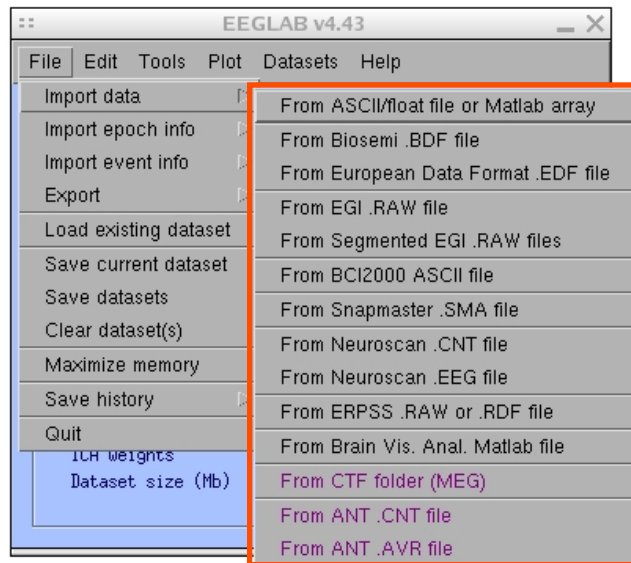 EEGLAB v4.43
File Edit Tools Plot Datasets Help
Import data
Import epoch info
Import event info
Export
Load existing dataset
Save current dataset
Save datasets
Clear dataset(s)
Maximize memory
Save history
Quit
ICA weights
Dataset size (Mb)
From ASCII/float file or Matlab array
From Biosemi .BDF file
From European Data Format .EDF file
From EGI .RAW file
From Segmented EGI .RAW files
From BCI2000 ASCII file
From Snapmaster .SMA file
From Neuroscan .CNT file
From Neuroscan .EEG file
From ERPSS .RAW or .RDF file
From Brain Vis. Anal. Matlab file
From CTF folder (MEG)
From ANT .CNT file
From ANT .AVR file